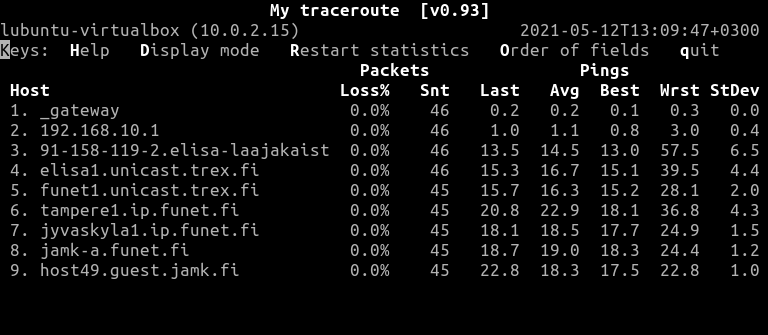 My traceroute  [v0.93]
lubuntu-virtualbox (10.0.2.15)                      2021-05-12T13:09:47+0300
Keys:  Help   Display mode   Restart statistics   Order of fields   quit
                                    Packets               Pings
 Host                             Loss%   Snt   Last   Avg  Best  Wrst StDev
 1. _gateway                       0.0%    46    0.2   0.2   0.1   0.3   0.0
 2. 192.168.10.1                   0.0%    46    1.0   1.1   0.8   3.0   0.4
 3. 91-158-119-2.elisa-laajakaist  0.0%    46   13.5  14.5  13.0  57.5   6.5
 4. elisa1.unicast.trex.fi         0.0%    46   15.3  16.7  15.1  39.5   4.4
 5. funet1.unicast.trex.fi         0.0%    45   15.7  16.3  15.2  28.1   2.0
 6. tampere1.ip.funet.fi           0.0%    45   20.8  22.9  18.1  36.8   4.3
 7. jyvaskyla1.ip.funet.fi         0.0%    45   18.1  18.5  17.7  24.9   1.5
 8. jamk-a.funet.fi                0.0%    45   18.7  19.0  18.3  24.4   1.2
 9. host49.guest.jamk.fi           0.0%    45   22.8  18.3  17.5  22.8   1.0